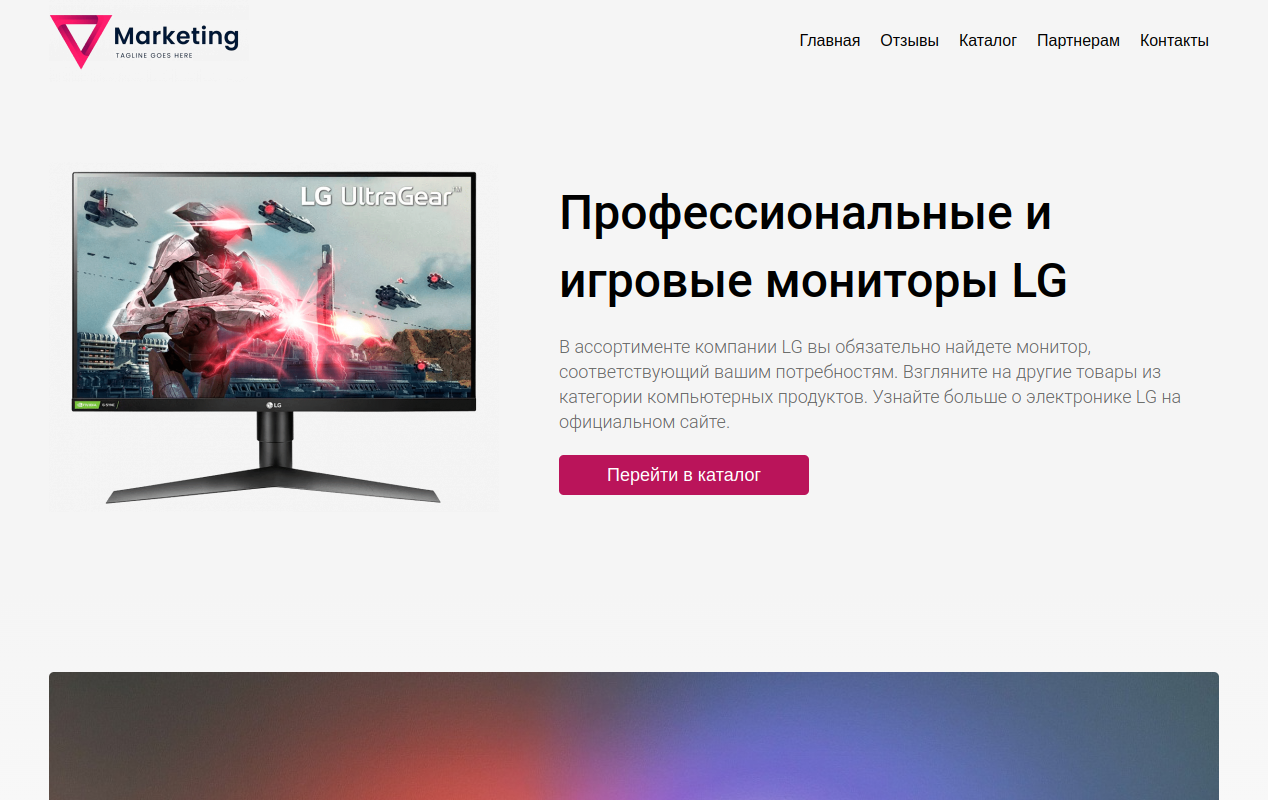 Marketing
TAGLINE GOES HERE
Главная Отзывы Каталог Партнерам Контакты
LG UltraGear™
Профессиональные и
игровые мониторы LG
В ассортименте компании LG вы обязательно найдете монитор,
соответствующий вашим потребностям. Взгляните на другие товары из
категории компьютерных продуктов. Узнайте больше о электронике LG на
официальном сайте.
Перейти в каталог
LG